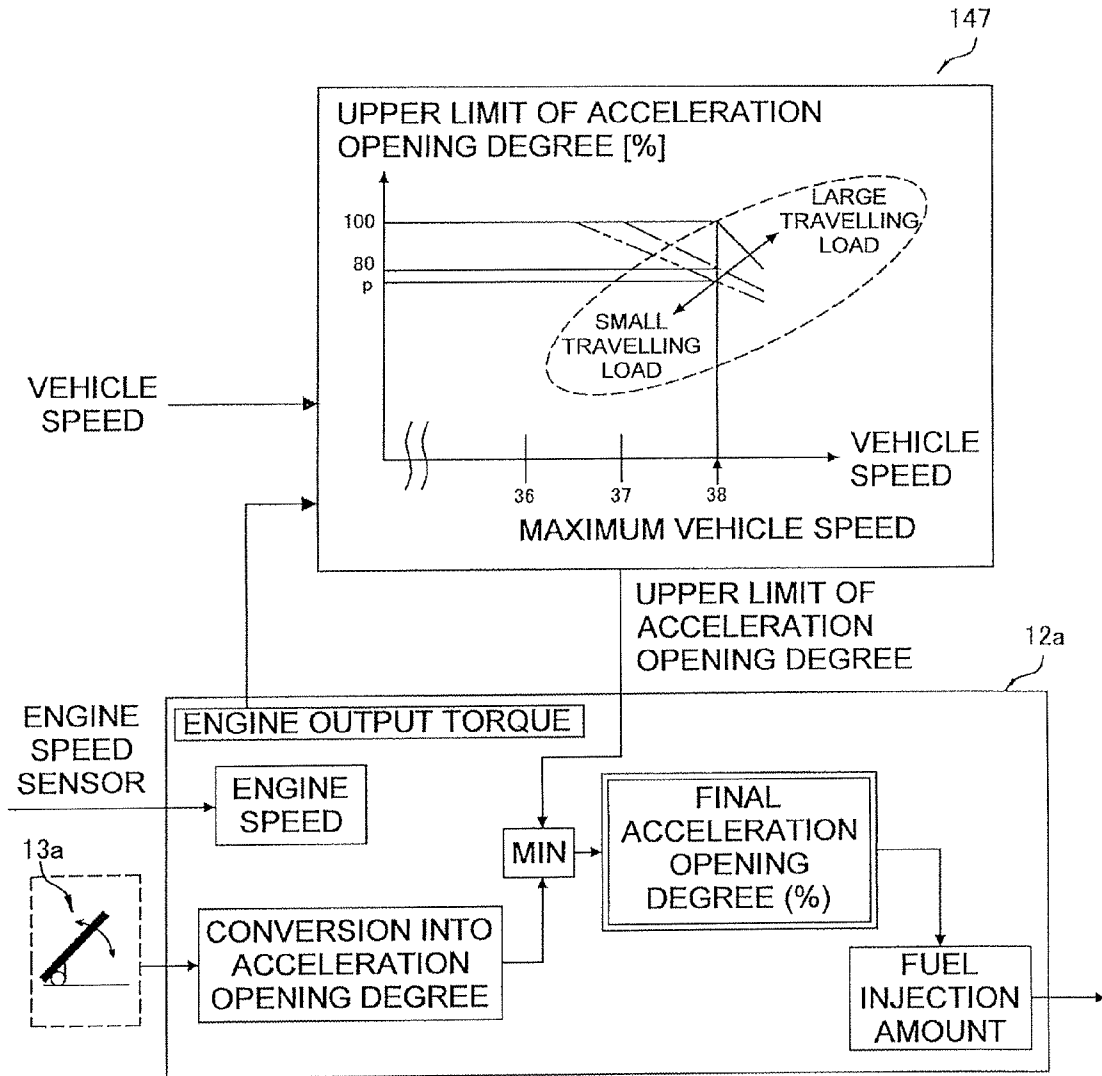 147
UPPER LIMIT OF ACCELERATION
OPENING DEGREE [%]
100
80
p
LARGE
TRAVELLING
LOAD
SMALL
TRAVELLING
LOAD
VEHICLE
SPEED
VEHICLE
SPEED
36
37
38
MAXIMUM VEHICLE SPEED
UPPER LIMIT OF
ACCELERATION
OPENING DEGREE
12a
ENGINE
SPEED
SENSOR
ENGINE OUTPUT TORQUE
ENGINE
SPEED
MIN
FINAL
ACCELERATION
OPENING
DEGREE (%)
13a
CONVERSION INTO
ACCELERATION
OPENING DEGREE
FUEL
INJECTION
AMOUNT